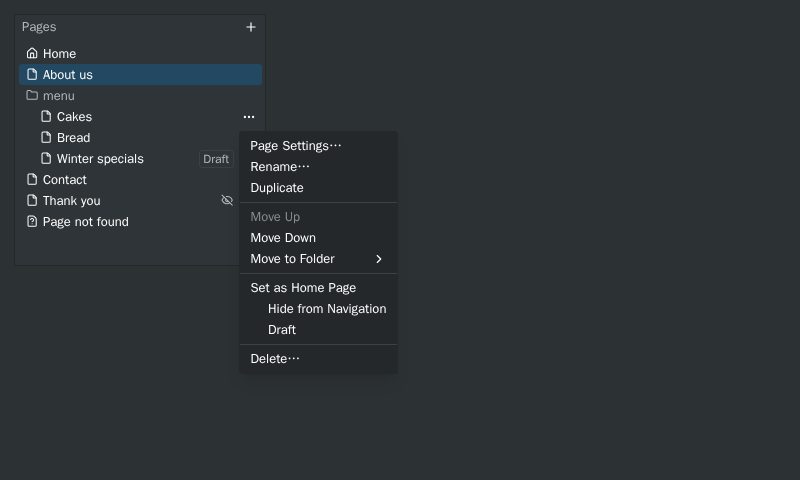 Pages
Home
About us
menu
Cakes
Bread
Winter specials Draft
Contact
Thank you
Page not found
Page Settings···
Rename···
Duplicate
Move Up
Move Down
Move to Folder
Set as Home Page
Hide from Navigation
Draft
Delete···